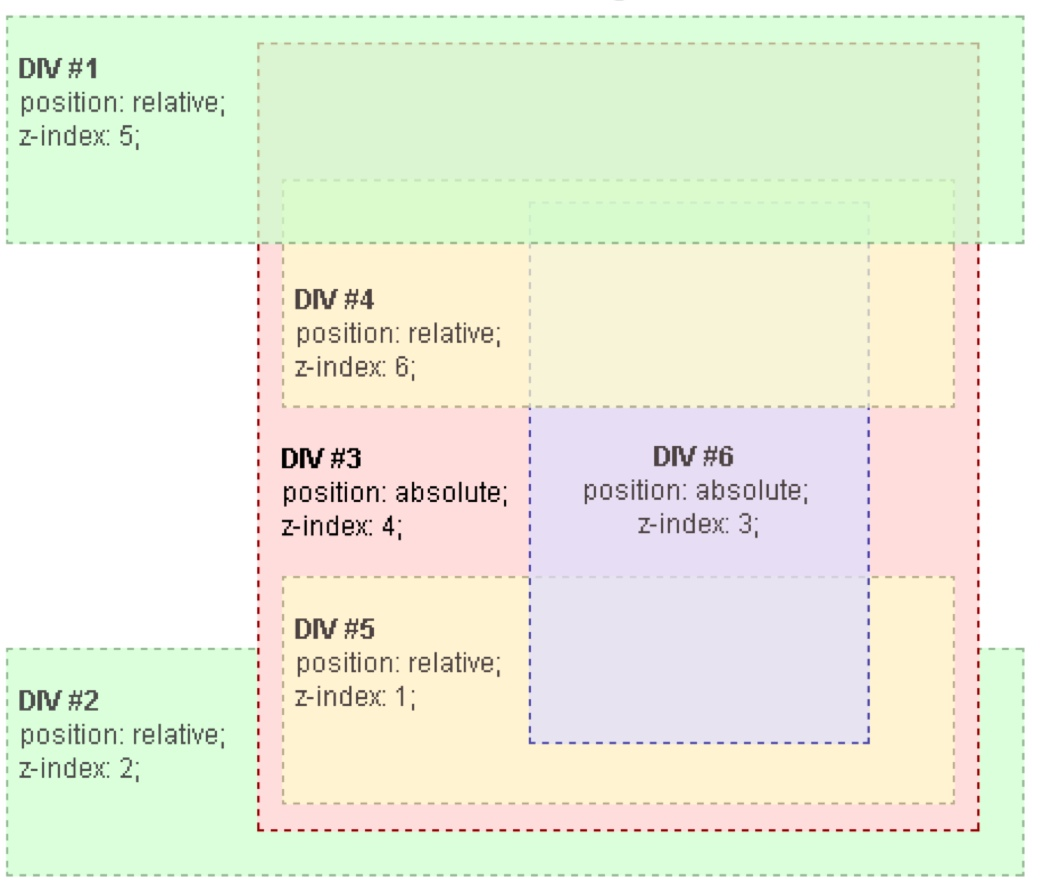 DIV #1
position: relative;
z-index: 5;
DIV #4
position: relative;
z-index: 6;
DIV #3
position: absolute;
z-index: 4;
DIV #6
position: absolute;
z-index: 3;
DIV #5
position: relative;
z-index: 1;
DIV #2
position: relative;
z-index: 2;